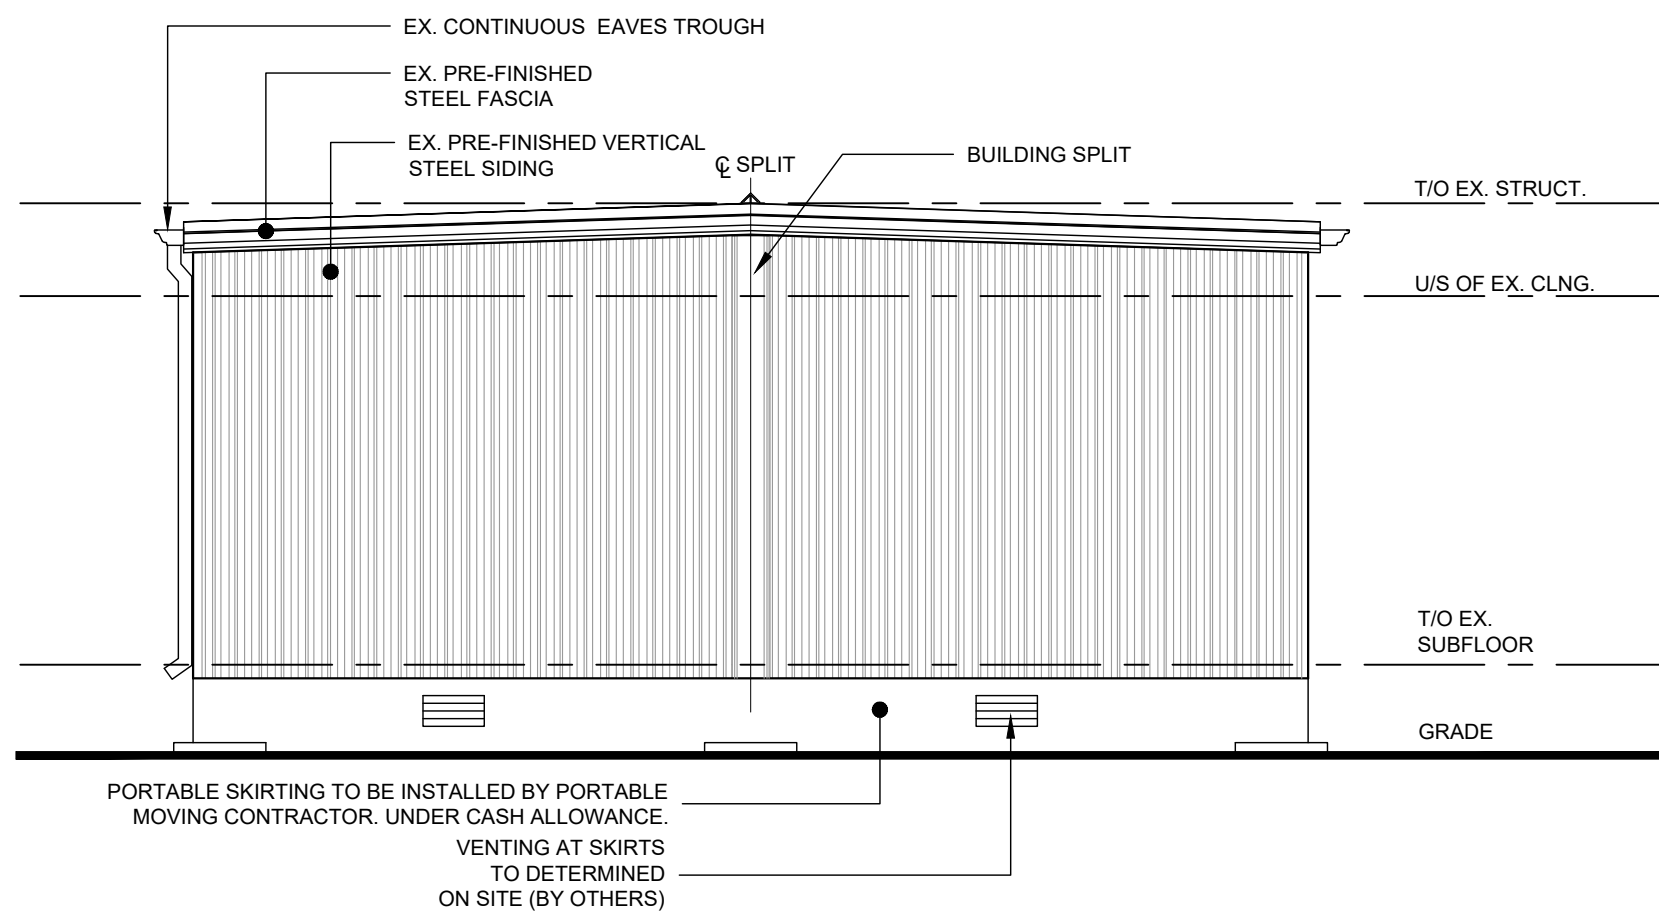 EX. CONTINUOUS  EAVES TROUGH
EX. PRE-FINISHED
STEEL FASCIA
EX. PRE-FINISHED VERTICAL
STEEL SIDING
℄ SPLIT
BUILDING SPLIT
T/O EX. STRUCT.
U/S OF EX. CLNG.
T/O EX.
SUBFLOOR
GRADE
PORTABLE SKIRTING TO BE INSTALLED BY PORTABLE
MOVING CONTRACTOR. UNDER CASH ALLOWANCE.
VENTING AT SKIRTS
TO DETERMINED
ON SITE (BY OTHERS)